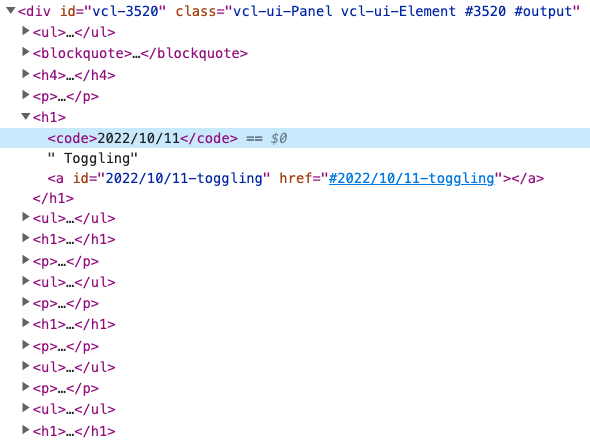 <div id="vcl-3520" class="vcl-ui-Panel vcl-ui-Element #3520 #output"
<ul>…</ul>
<blockquote>…</blockquote>
<h4>…</h4>
<p>…</p>
<h1>
<code>2022/10/11</code> == $0
" Toggling"
<a id="2022/10/11-toggling" href="#2022/10/11-toggling"></a>
</h1>
<ul>…</ul>
<h1>…</h1>
<p>…</p>
<ul>…</ul>
<p>…</p>
<h1>…</h1>
<p>…</p>
<ul>…</ul>
<p>…</p>
<ul>…</ul>
<h1>…</h1>